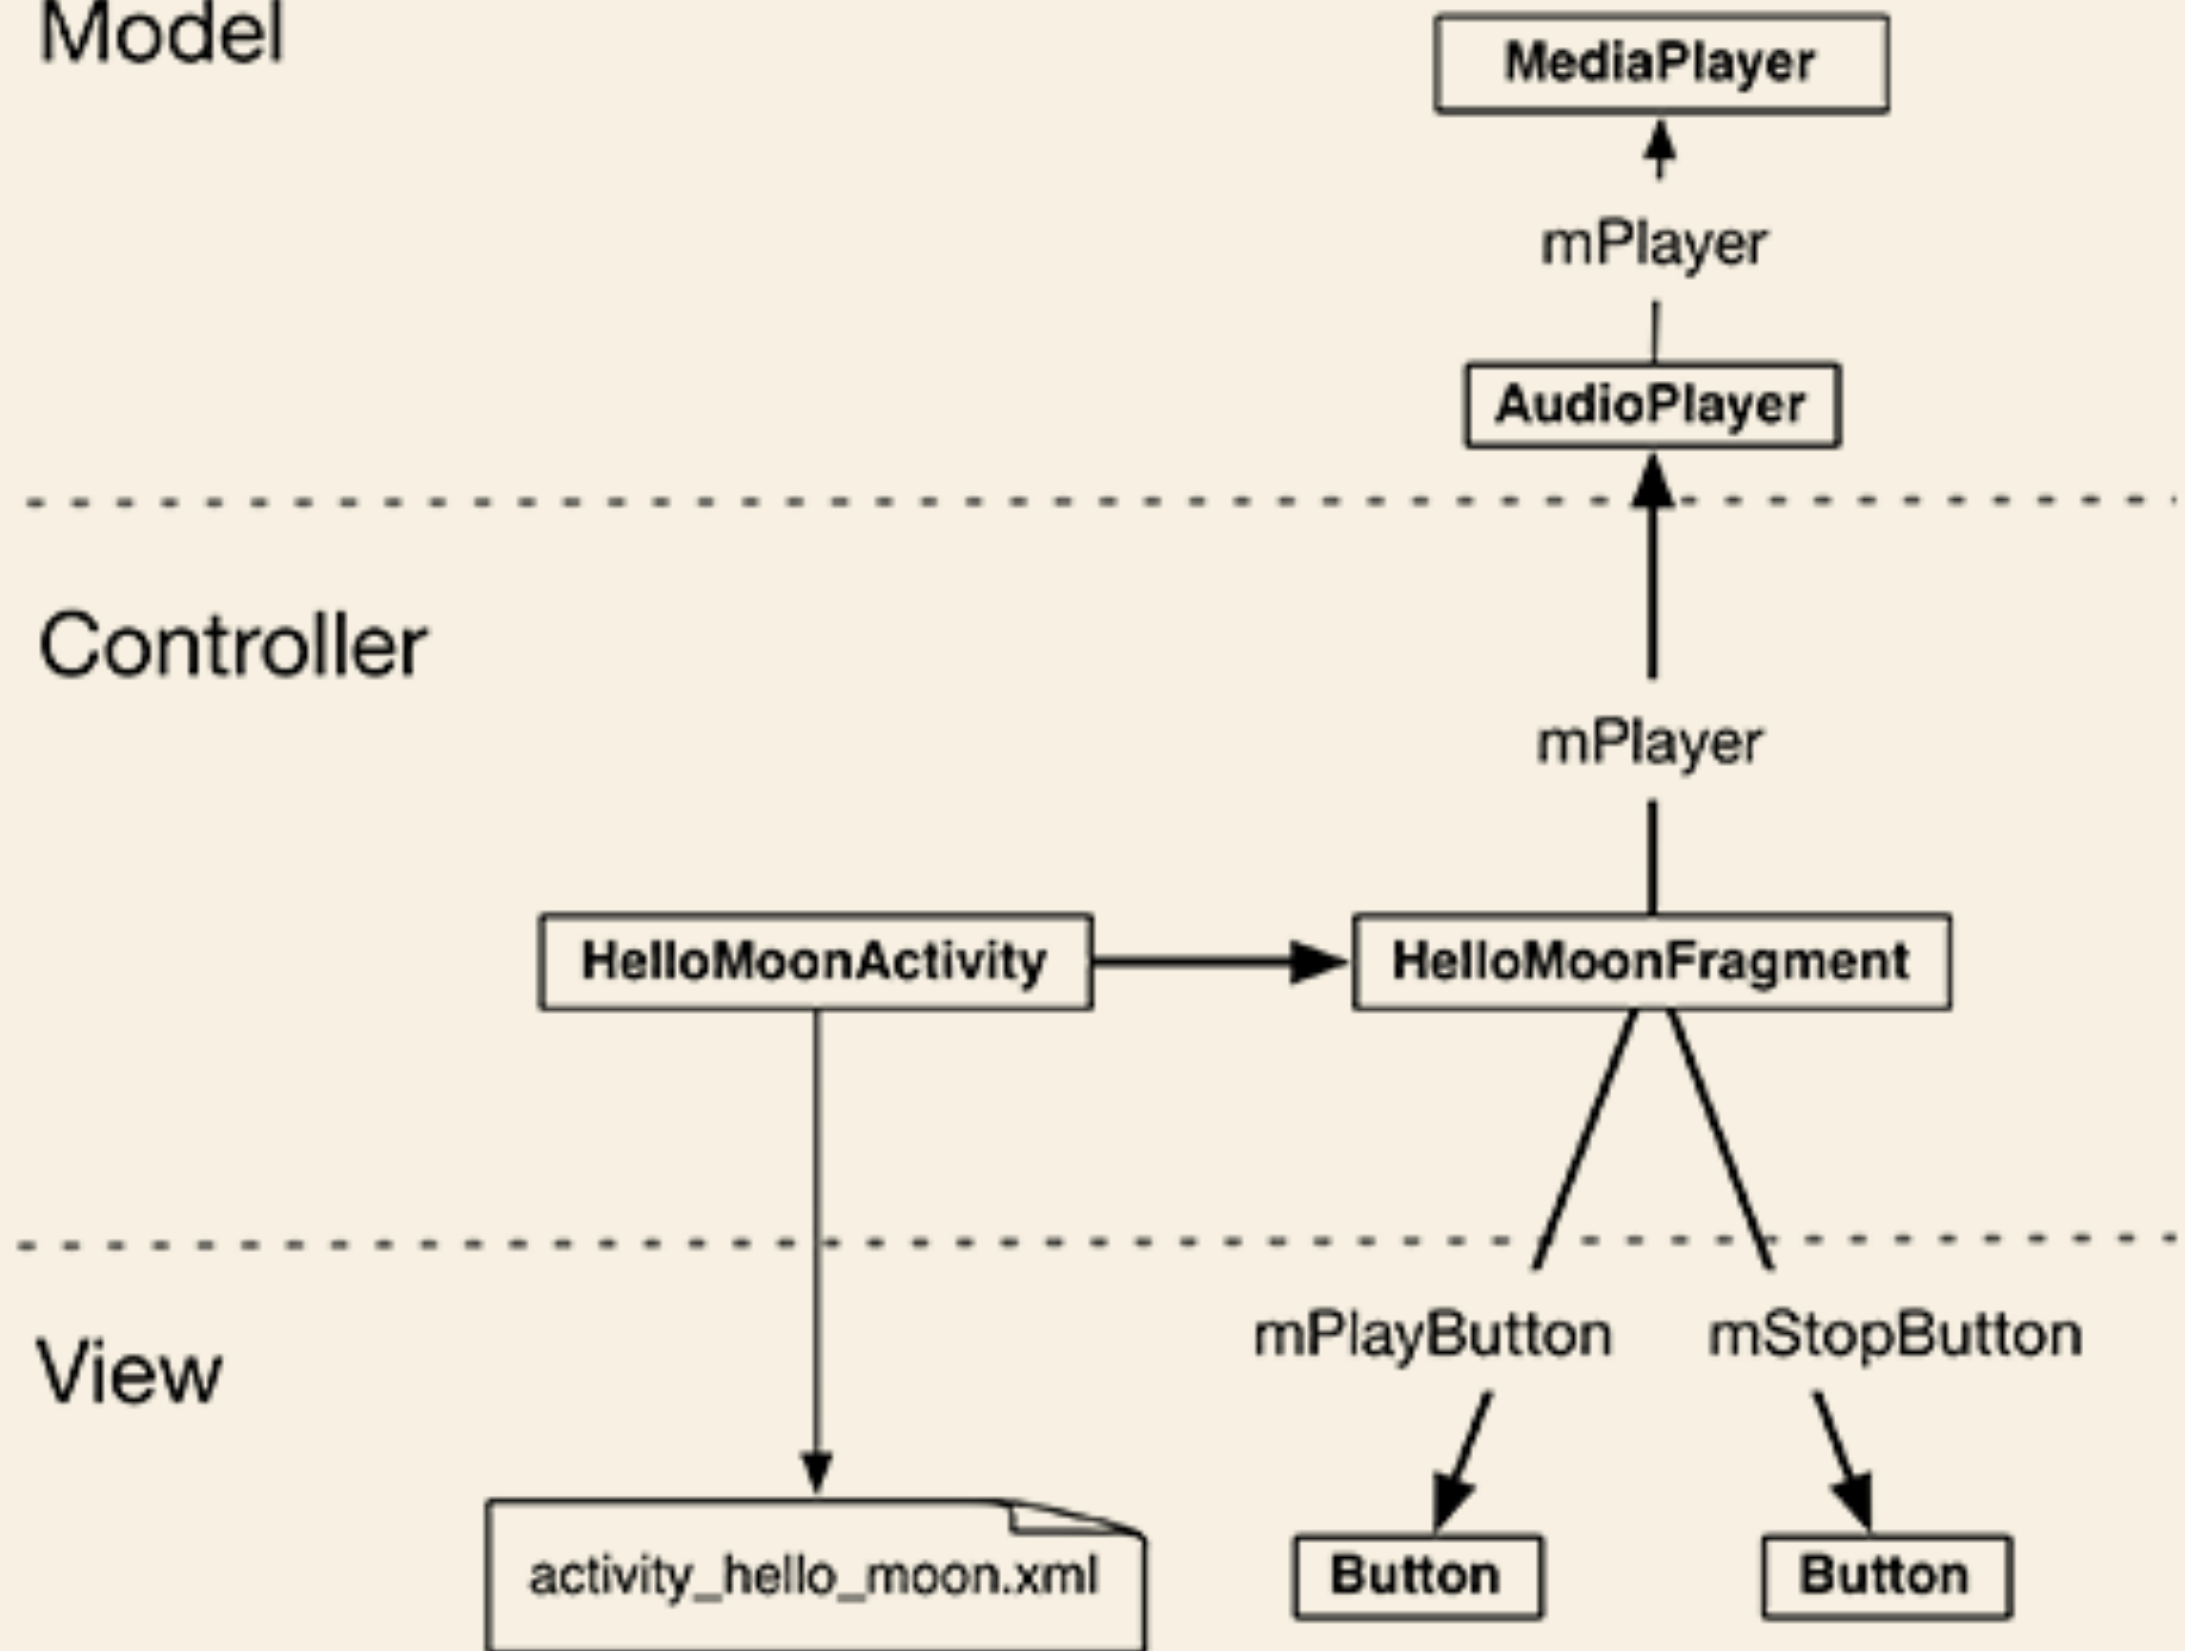 Model
MediaPlayer
mPlayer
AudioPlayer
Controller
mPlayer
HelloMoonActivity
HelloMoonFragment
View
mPlayButton
mStopButton
activity_hello_moon.xml
Button
Button